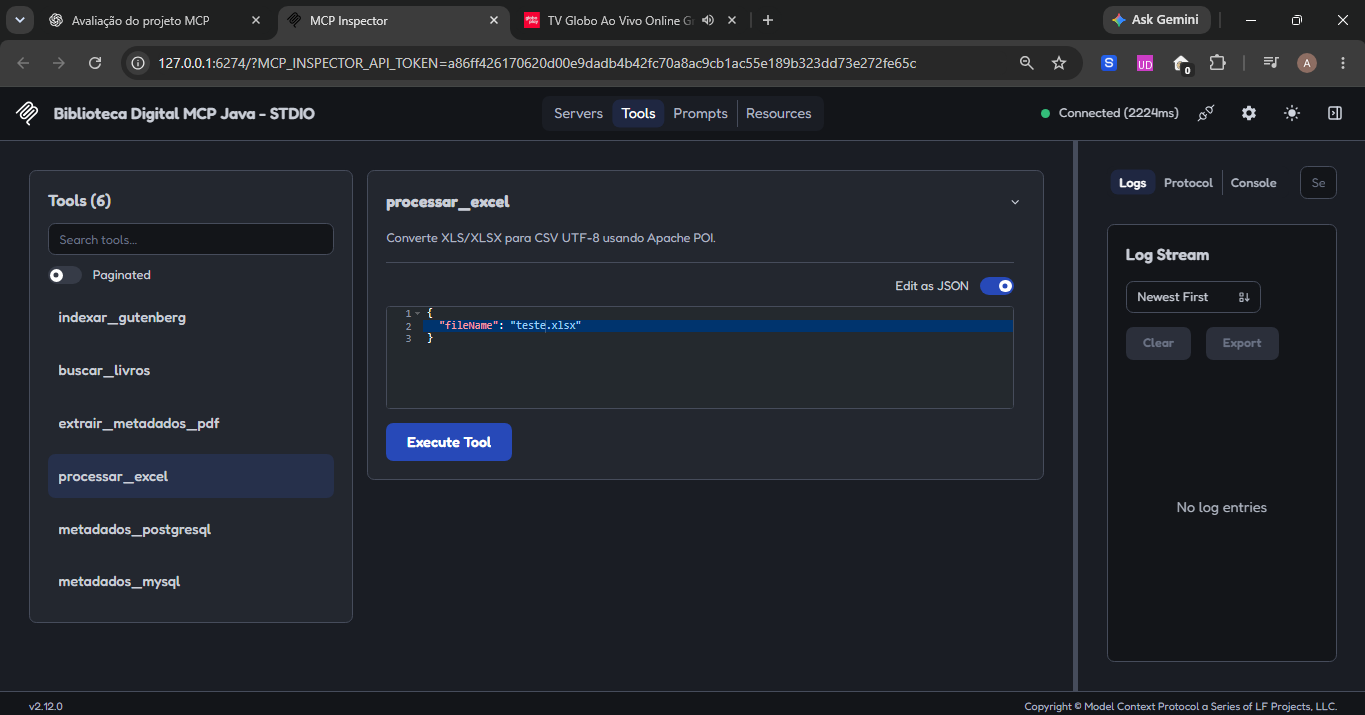 Avaliação do projeto MCP
MCP Inspector
TV Globo Ao Vivo Online G
Ask Gemini
127.0.0.1:6274/?MCP_INSPECTOR_API_TOKEN=a86ff426170620d00e9dadb4b42fc70a8ac9cb1ac55e189b323dd73e272fe65c
S
UD
0
A
Biblioteca Digital MCP Java - STDIO
Servers
Tools
Prompts
Resources
Connected (2224ms)
Tools (6)
Search tools...
Paginated
indexar_gutenberg
buscar_livros
extrair_metadados_pdf
processar_excel
metadados_postgresql
metadados_mysql
processar_excel
Converte XLS/XLSX para CSV UTF-8 usando Apache POI.
Edit as JSON
1 {
2 "fileName": "teste.xlsx"
3 }
Execute Tool
Logs
Protocol
Console
Se
Log Stream
Newest First
Clear
Export
No log entries
v2.12.0
Copyright © Model Context Protocol a Series of LF Projects, LLC.